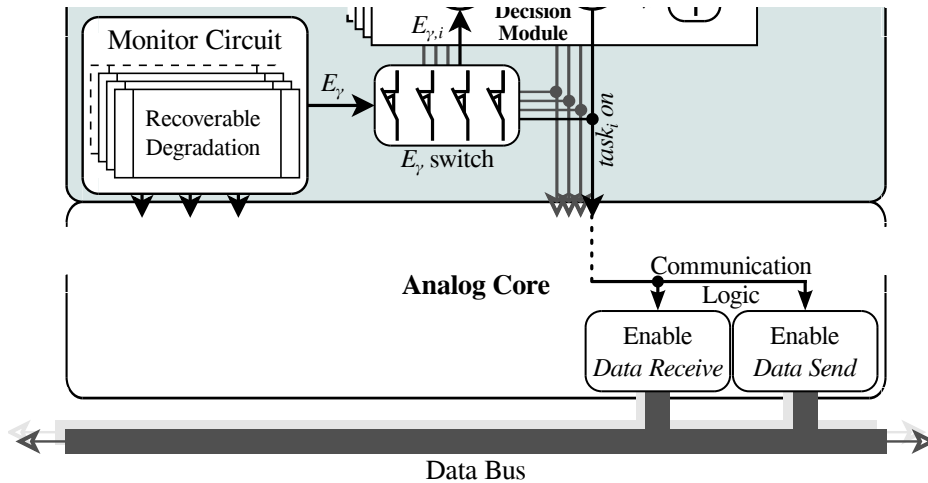 Decision
Module
Monitor Circuit
E_γ,i
E_γ
Recoverable
Degradation
E_γ switch
task_i on
Analog Core
Communication
Logic
Enable
Data Receive
Enable
Data Send
Data Bus